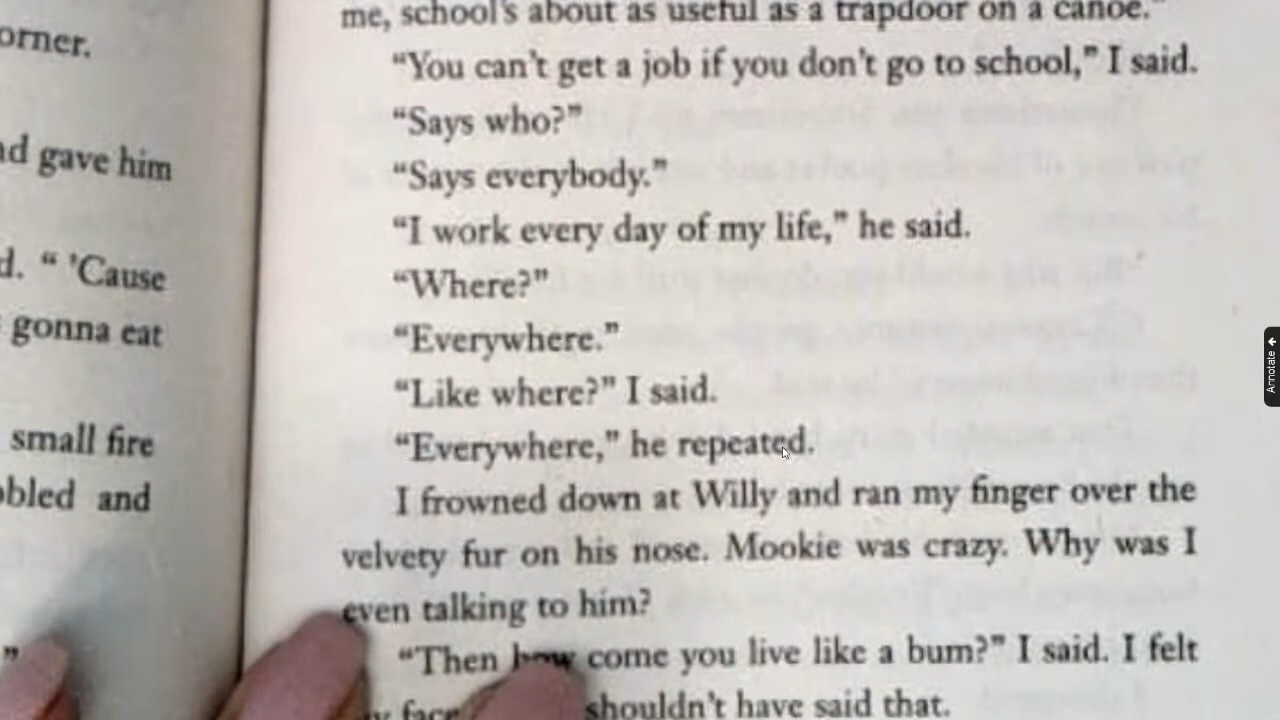 orner.
gave him
d. “ 'Cause
gonna eat
small fire
bled and
”
me, school's about as useful as a trapdoor on a canoe.”
“You can't get a job if you don't go to school,” I said.
“Says who?”
“Says everybody.”
“I work every day of my life,” he said.
“Where?”
“Everywhere.”
“Like where?” I said.
“Everywhere,” he repeated.
I frowned down at Willy and ran my finger over the
velvety fur on his nose. Mookie was crazy. Why was I
even talking to him?
“Then how come you live like a bum?” I said. I felt
face shouldn't have said that.
Annotate